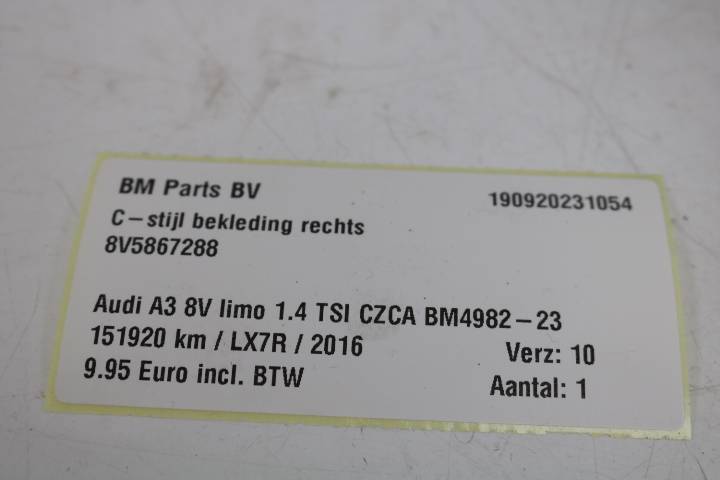 BM Parts BV 190920231054
C-stijl bekleding rechts
8V5867288
Audi A3 8V limo 1.4 TSI CZCA BM4982-23
151920 km / LX7R / 2016 Verz: 10
9.95 Euro incl. BTW Aantal: 1